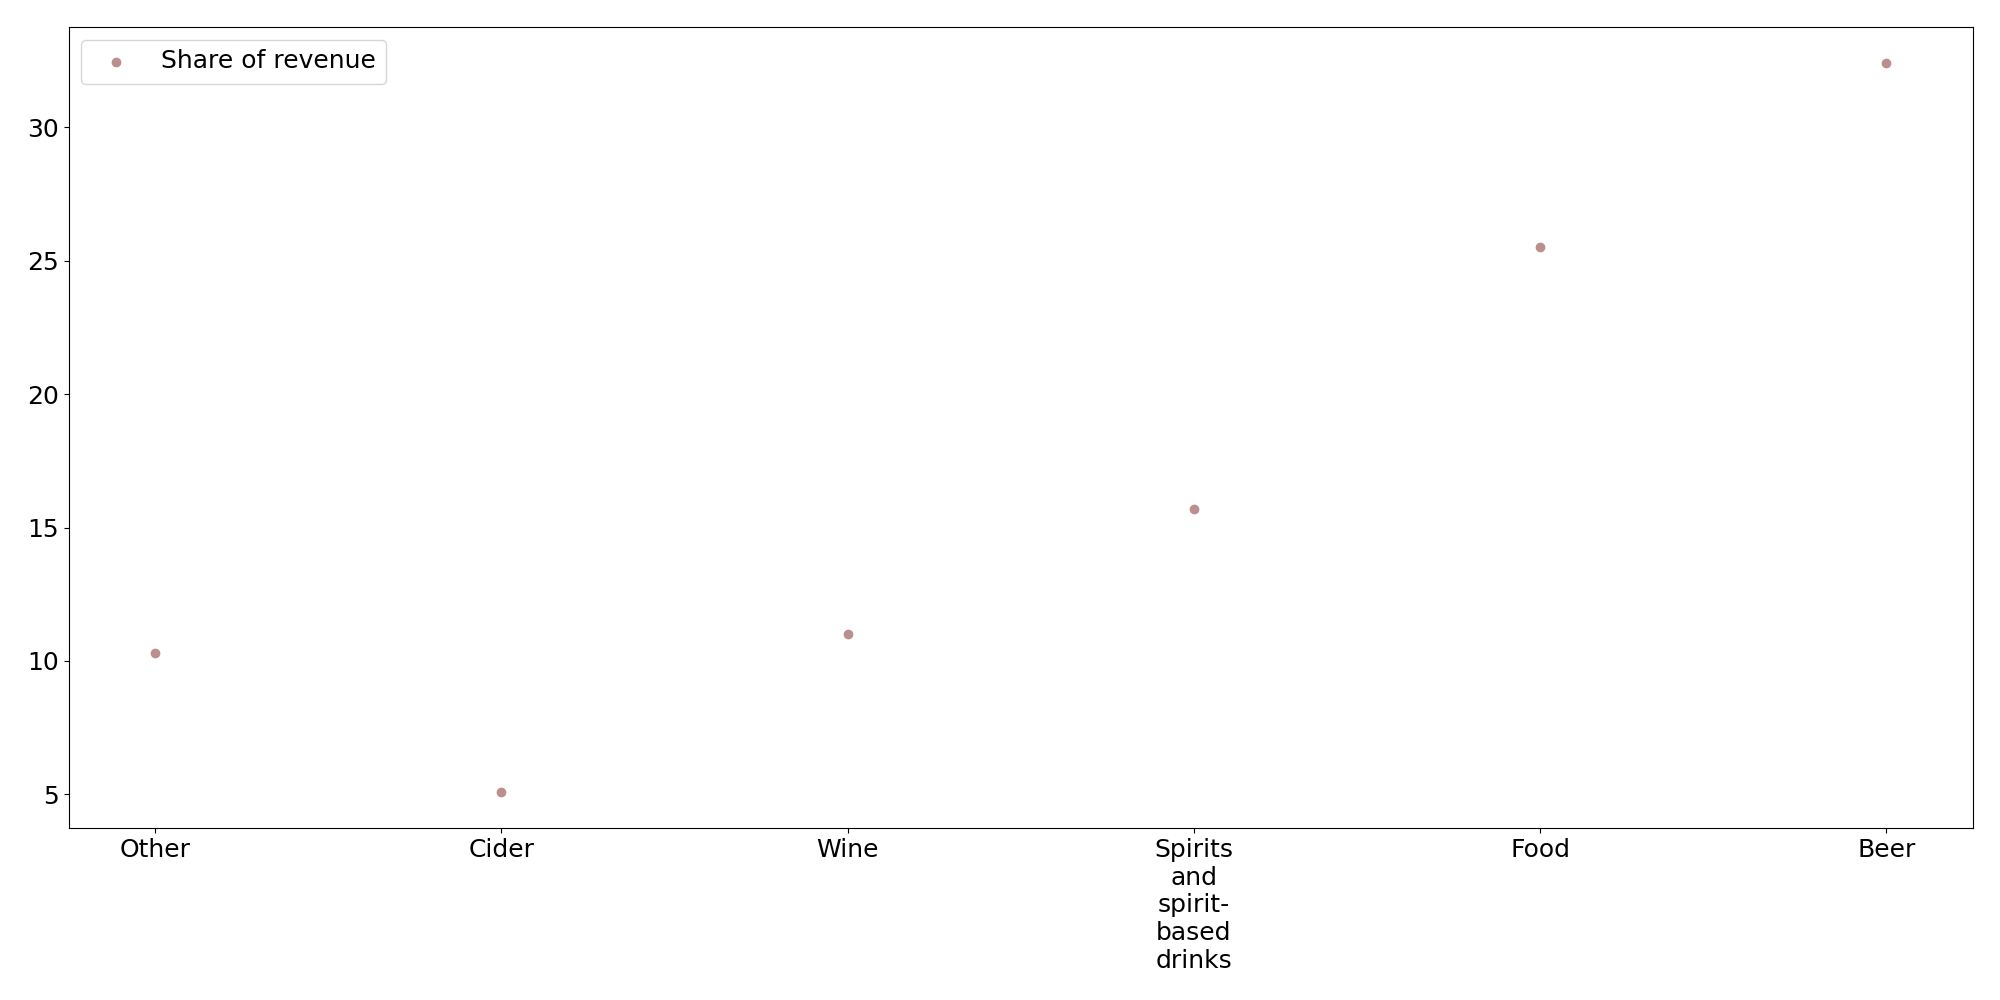 Share of revenue
30
25
20
15
10
5
Other
Cider
Wine
Spirits
and
spirit-
based
drinks
Food
Beer